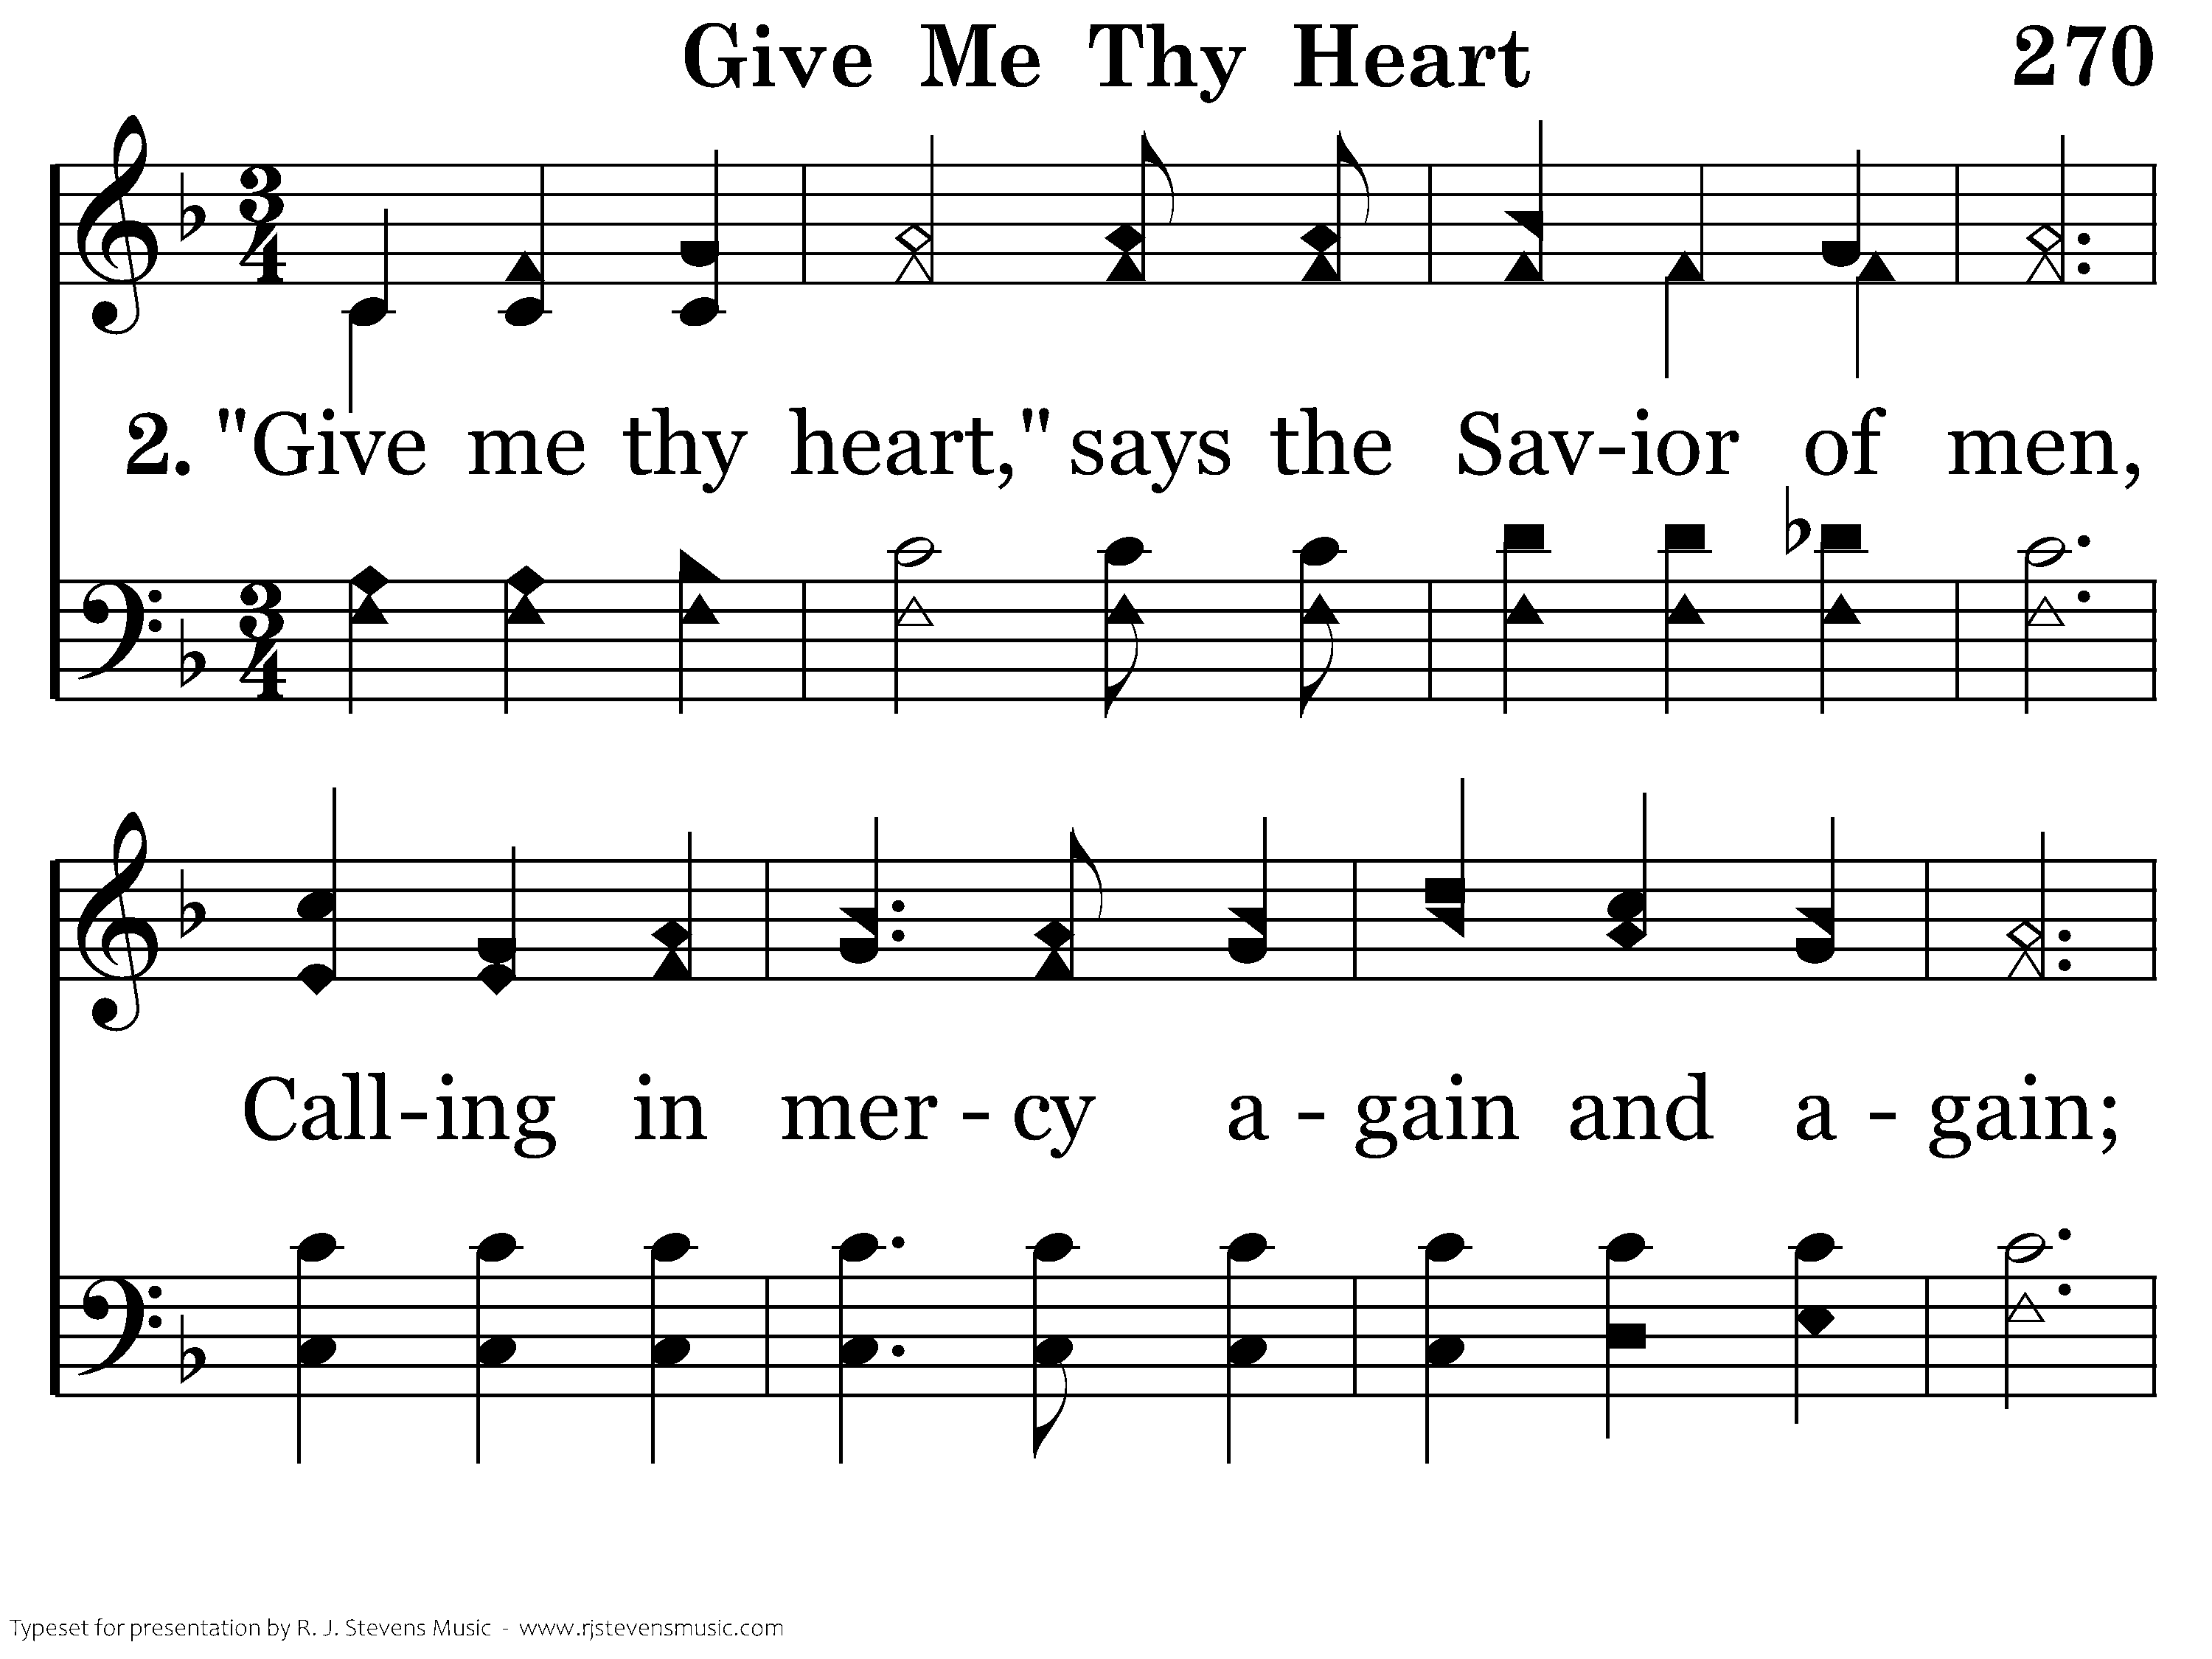 Give Me Thy Heart 270
2. "Give me thy heart," says the Sav-ior of men,
Call-ing in mer - cy a - gain and a - gain;
Typeset for presentation by R. J. Stevens Music - www.rjstevensmusic.com